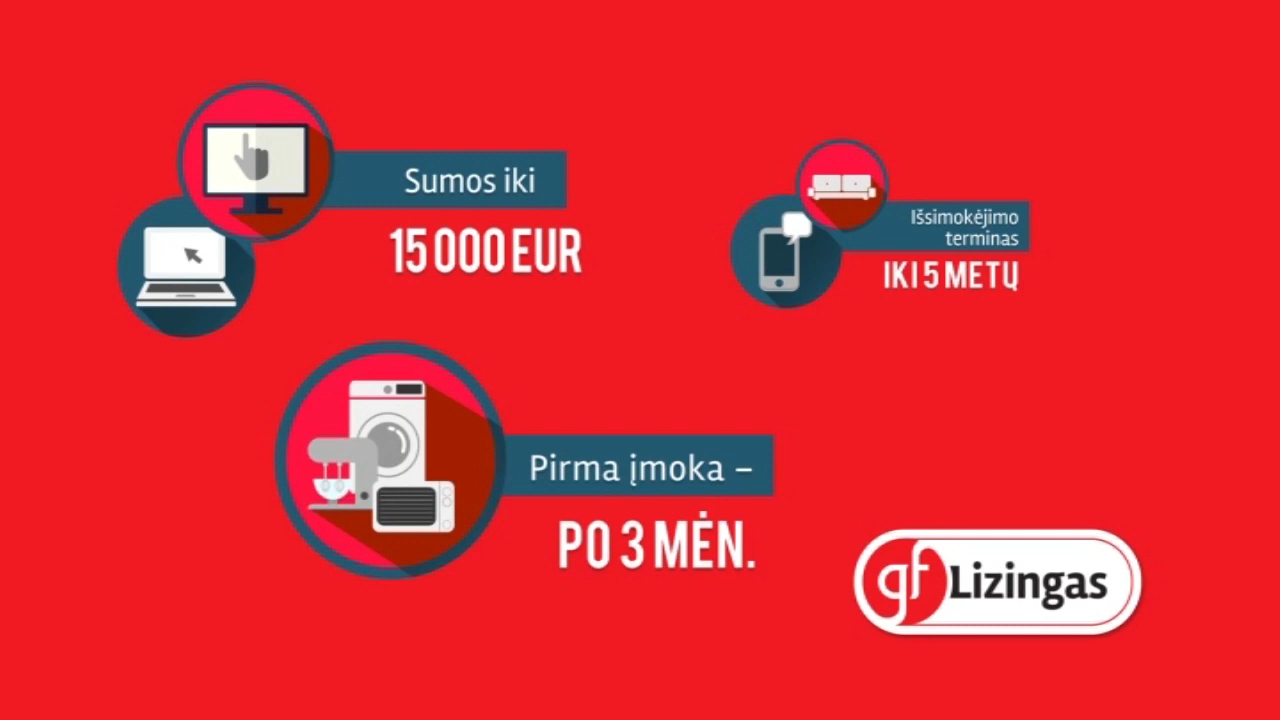 Sumos iki
15 000 EUR
Išsimokėjimo
terminas
IKI 5 METŲ
Pirma įmoka –
PO 3 MĖN.
gf Lizingas